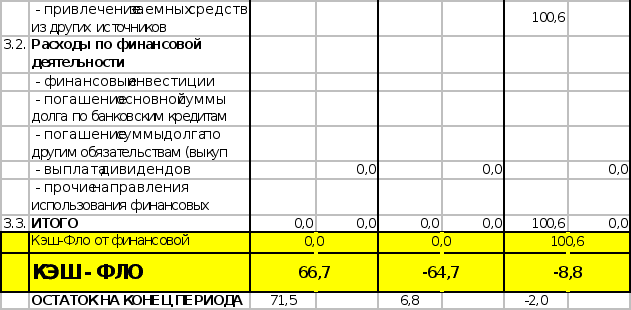 - привлечение заемных средств
из других источников 100,6
3.2. Расходы по финансовой
деятельности
- финансовые инвестиции
- погашение основной суммы
долга по банковским кредитам
- погашение суммы долга по
другим обязательствам (выкуп
- выплата дивидендов 0,0 0,0 0,0
- прочие направления
использования финансовых
3.3. ИТОГО 0,0 0,0 0,0 0,0 100,6 0,0
Кэш-Фло от финансовой 0,0 0,0 100,6
КЭШ - ФЛО 66,7 -64,7 -8,8
ОСТАТОК НА КОНЕЦ ПЕРИОДА 71,5 6,8 -2,0